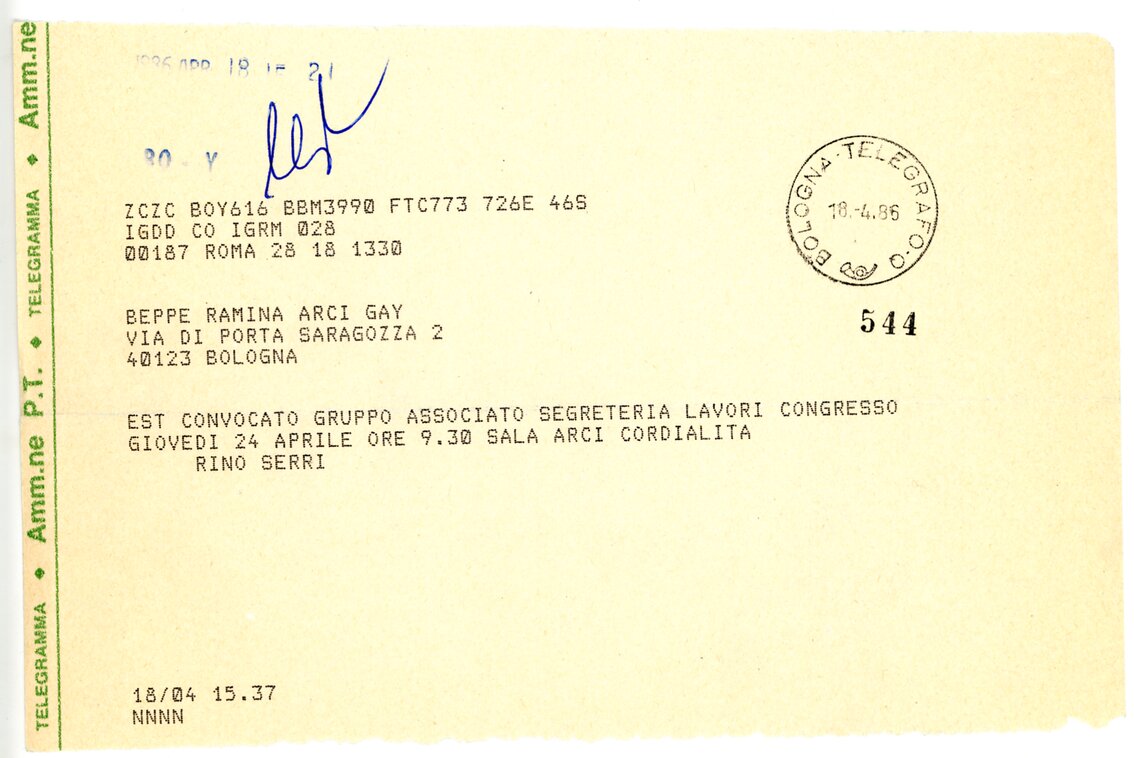 1986 APR 18 15 21
BO - Y
ZCZC BOY616 BBM3990 FTC773 726E 46S
IGDD CO IGRM 028
00187 ROMA 28 18 1330
BOLOGNA-TELEGRAFO-Q
18.-4.86
544
BEPPE RAMINA ARCI GAY
VIA DI PORTA SARAGOZZA 2
40123 BOLOGNA
EST CONVOCATO GRUPPO ASSOCIATO SEGRETERIA LAVORI CONGRESSO
GIOVEDI 24 APRILE ORE 9.30 SALA ARCI CORDIALITA
RINO SERRI
18/04 15.37
NNNN
TELEGRAMMA ◆ Amm.ne P.T. ◆ TELEGRAMMA ◆ Amm.ne